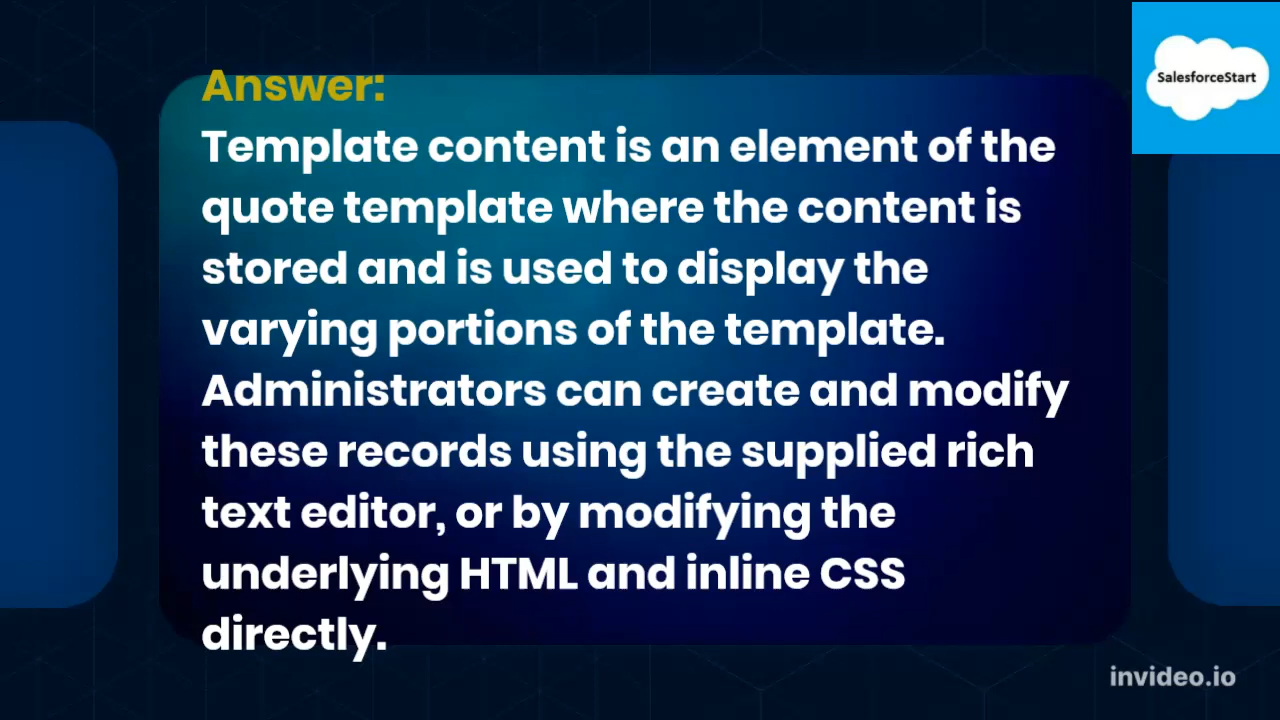 SalesforceStart
Answer:
Template content is an element of the
quote template where the content is
stored and is used to display the
varying portions of the template.
Administrators can create and modify
these records using the supplied rich
text editor, or by modifying the
underlying HTML and inline CSS
directly.
invideo.io